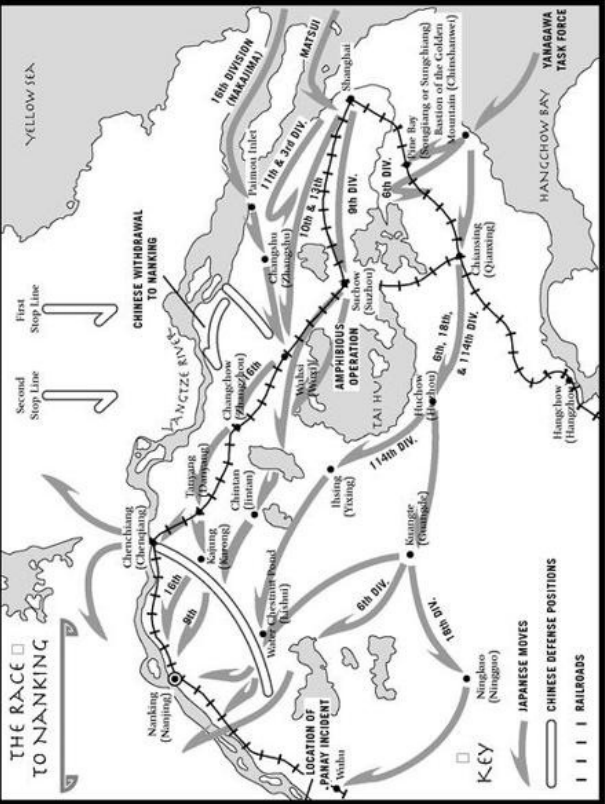 THE RACE
TO NANKING
Second
Stop Line
First
Stop Line
YELLOW SEA
CHINESE WITHDRAWAL
TO NANKING
YANGTZE RIVER
16th DIVISION
(NAKAJIMA)
MATSUI
Paimou Inlet
11th & 3rd DIV.
Shanghai
Changshu
(Zhangshu)
10th & 13th
9th DIV.
Pine Bay
(Songjiang or Sungchiang)
Bastion of the Golden
Mountain (Chinshanwei)
YANAGAWA
TASK FORCE
6th DIV.
HANGCHOW BAY
Chenchiang
(Chenqiang)
Changchow
(Zhangzhou)
16th
Wuhsi
(Wuxi)
Suchow
(Suzhou)
AMPHIBIOUS
OPERATION
TAI HU
Chiansing
(Qianxing)
Tanyang
(Danyang)
Chintan
(Jintan)
6th, 18th,
& 114th DIV.
Huchow
(Huzhou)
Hangchow
(Hangzhou)
114th DIV.
Ihsing
(Yixing)
16th
9th
Kajung
(Karong)
Water Chestnut Pond
(Lishui)
Kuangte
(Guangde)
Nanking
(Nanjing)
6th DIV.
18th DIV.
LOCATION OF
PANAY INCIDENT
Wuhu
Ningkuo
(Ningguo)
KEY
JAPANESE MOVES
CHINESE DEFENSE POSITIONS
RAILROADS